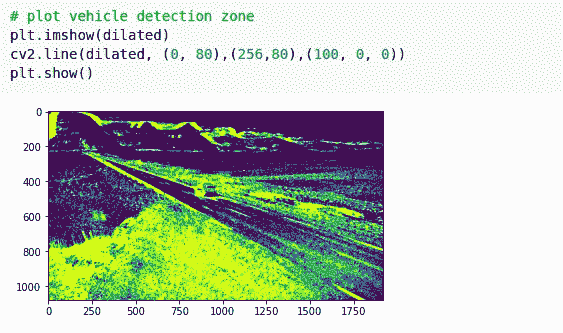 # plot vehicle detection zone
plt.imshow(dilated)
cv2.line(dilated, (0, 80),(256,80),(100, 0, 0))
plt.show()
0
200
400
600
800
1000
0 250 500 750 1000 1250 1500 1750